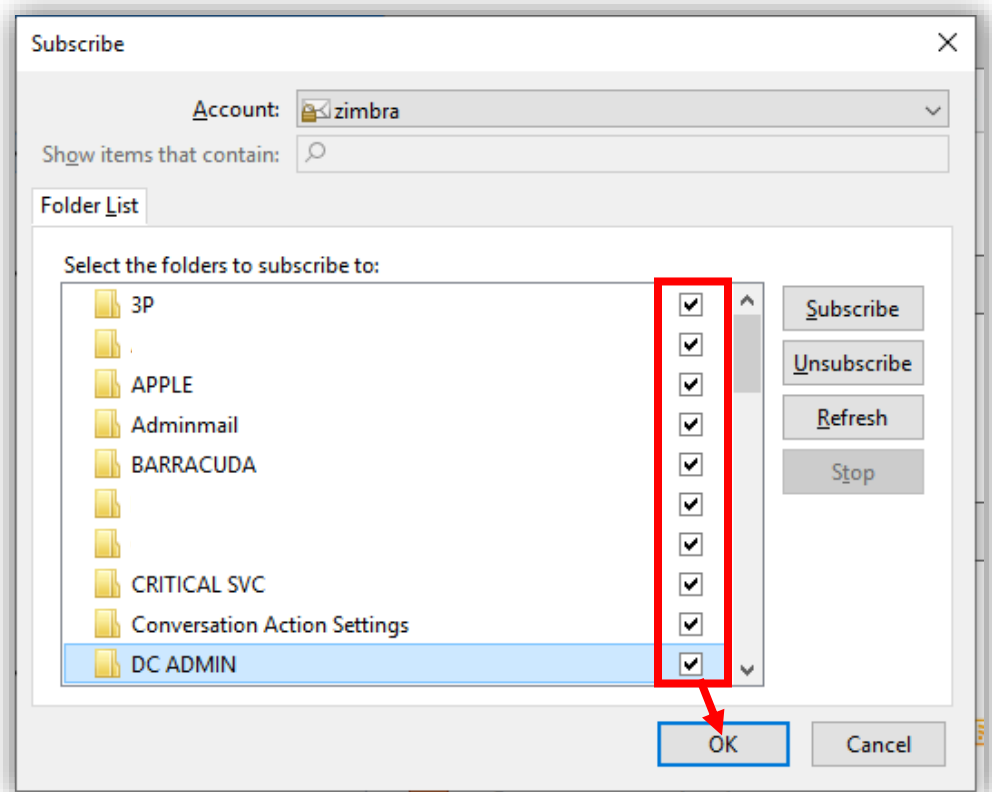 Subscribe
Account: zimbra
Show items that contain:
Folder List
Select the folders to subscribe to:
3P
APPLE
Adminmail
BARRACUDA
CRITICAL SVC
Conversation Action Settings
DC ADMIN
Subscribe
Unsubscribe
Refresh
Stop
OK
Cancel